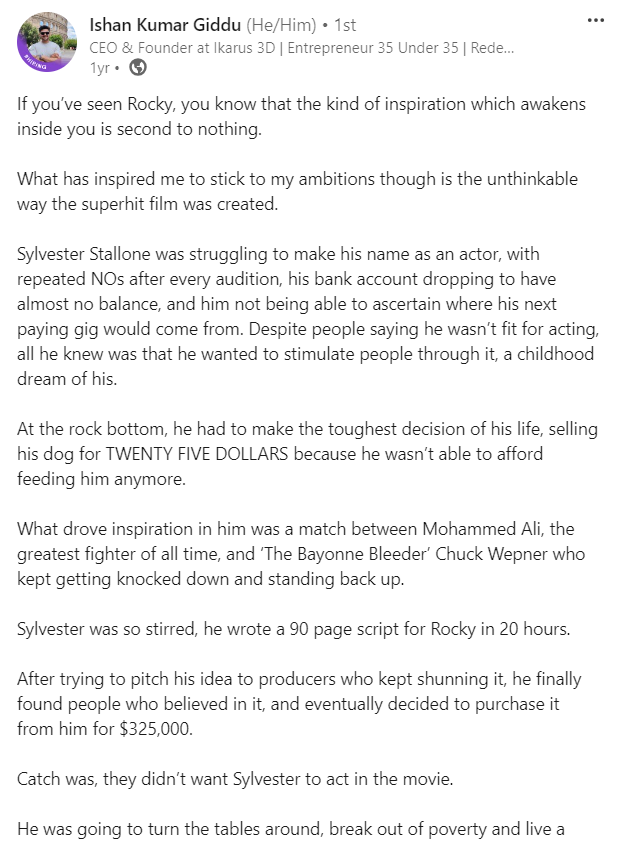 Ishan Kumar Giddu (He/Him) • 1st
CEO & Founder at Ikarus 3D | Entrepreneur 35 Under 35 | Rede...
1yr •
If you’ve seen Rocky, you know that the kind of inspiration which awakens
inside you is second to nothing.
What has inspired me to stick to my ambitions though is the unthinkable
way the superhit film was created.
Sylvester Stallone was struggling to make his name as an actor, with
repeated NOs after every audition, his bank account dropping to have
almost no balance, and him not being able to ascertain where his next
paying gig would come from. Despite people saying he wasn’t fit for acting,
all he knew was that he wanted to stimulate people through it, a childhood
dream of his.
At the rock bottom, he had to make the toughest decision of his life, selling
his dog for TWENTY FIVE DOLLARS because he wasn’t able to afford
feeding him anymore.
What drove inspiration in him was a match between Mohammed Ali, the
greatest fighter of all time, and ‘The Bayonne Bleeder’ Chuck Wepner who
kept getting knocked down and standing back up.
Sylvester was so stirred, he wrote a 90 page script for Rocky in 20 hours.
After trying to pitch his idea to producers who kept shunning it, he finally
found people who believed in it, and eventually decided to purchase it
from him for $325,000.
Catch was, they didn’t want Sylvester to act in the movie.
He was going to turn the tables around, break out of poverty and live a